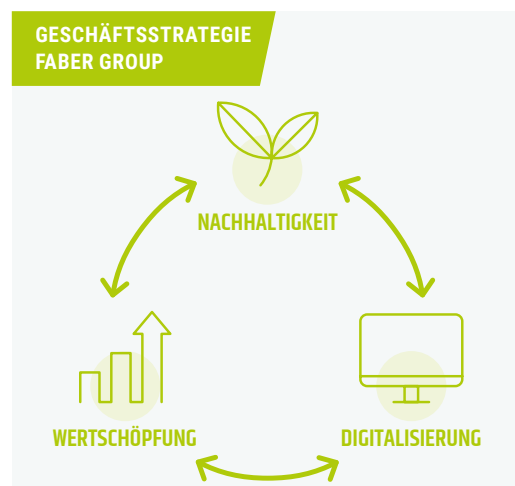 GESCHÄFTSSTRATEGIE
FABER GROUP
NACHHALTIGKEIT
WERTSCHÖPFUNG
DIGITALISIERUNG